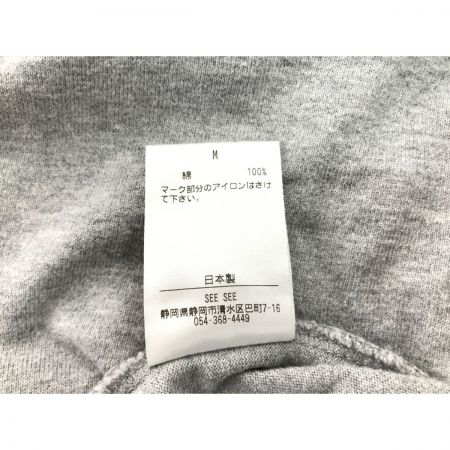 M
綿 100%
マーク部分のアイロンはさけ
て下さい。
日本製
SEE SEE
静岡県静岡市清水区巴町7-16
054-368-4449